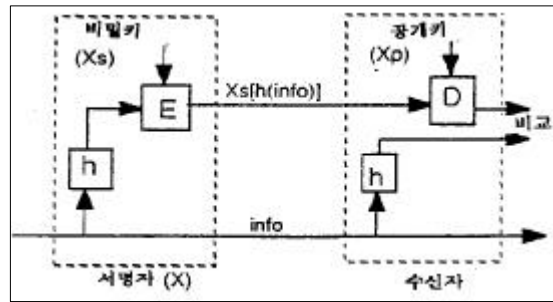 비밀키
(Xs)
공개키
(Xp)
E
Xs[h(info)]
D
비교
h
h
info
서명자 (X)
수신자